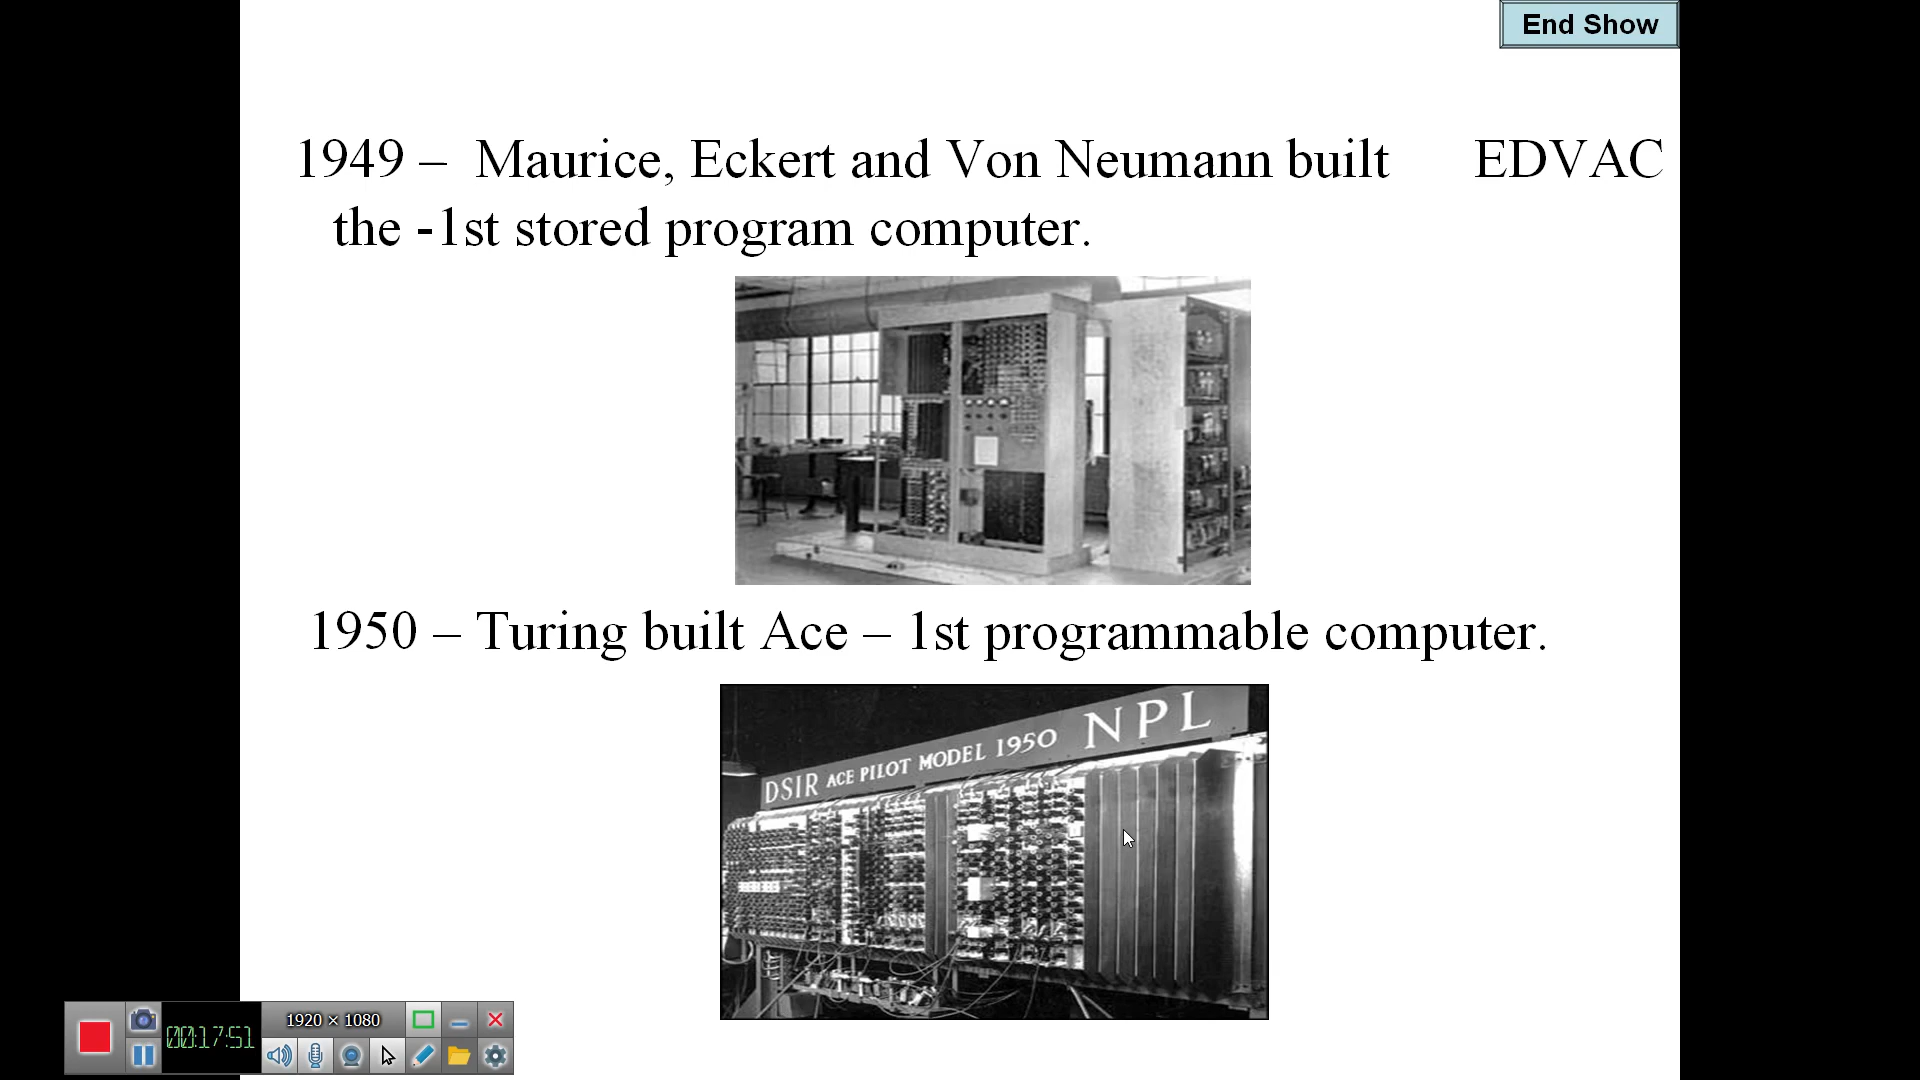 End Show
1949 – Maurice, Eckert and Von Neumann built EDVAC
the -1st stored program computer.
1950 – Turing built Ace – 1st programmable computer.
DSIR ACE PILOT MODEL 1950 NPL
1920 × 1080
00:17:51